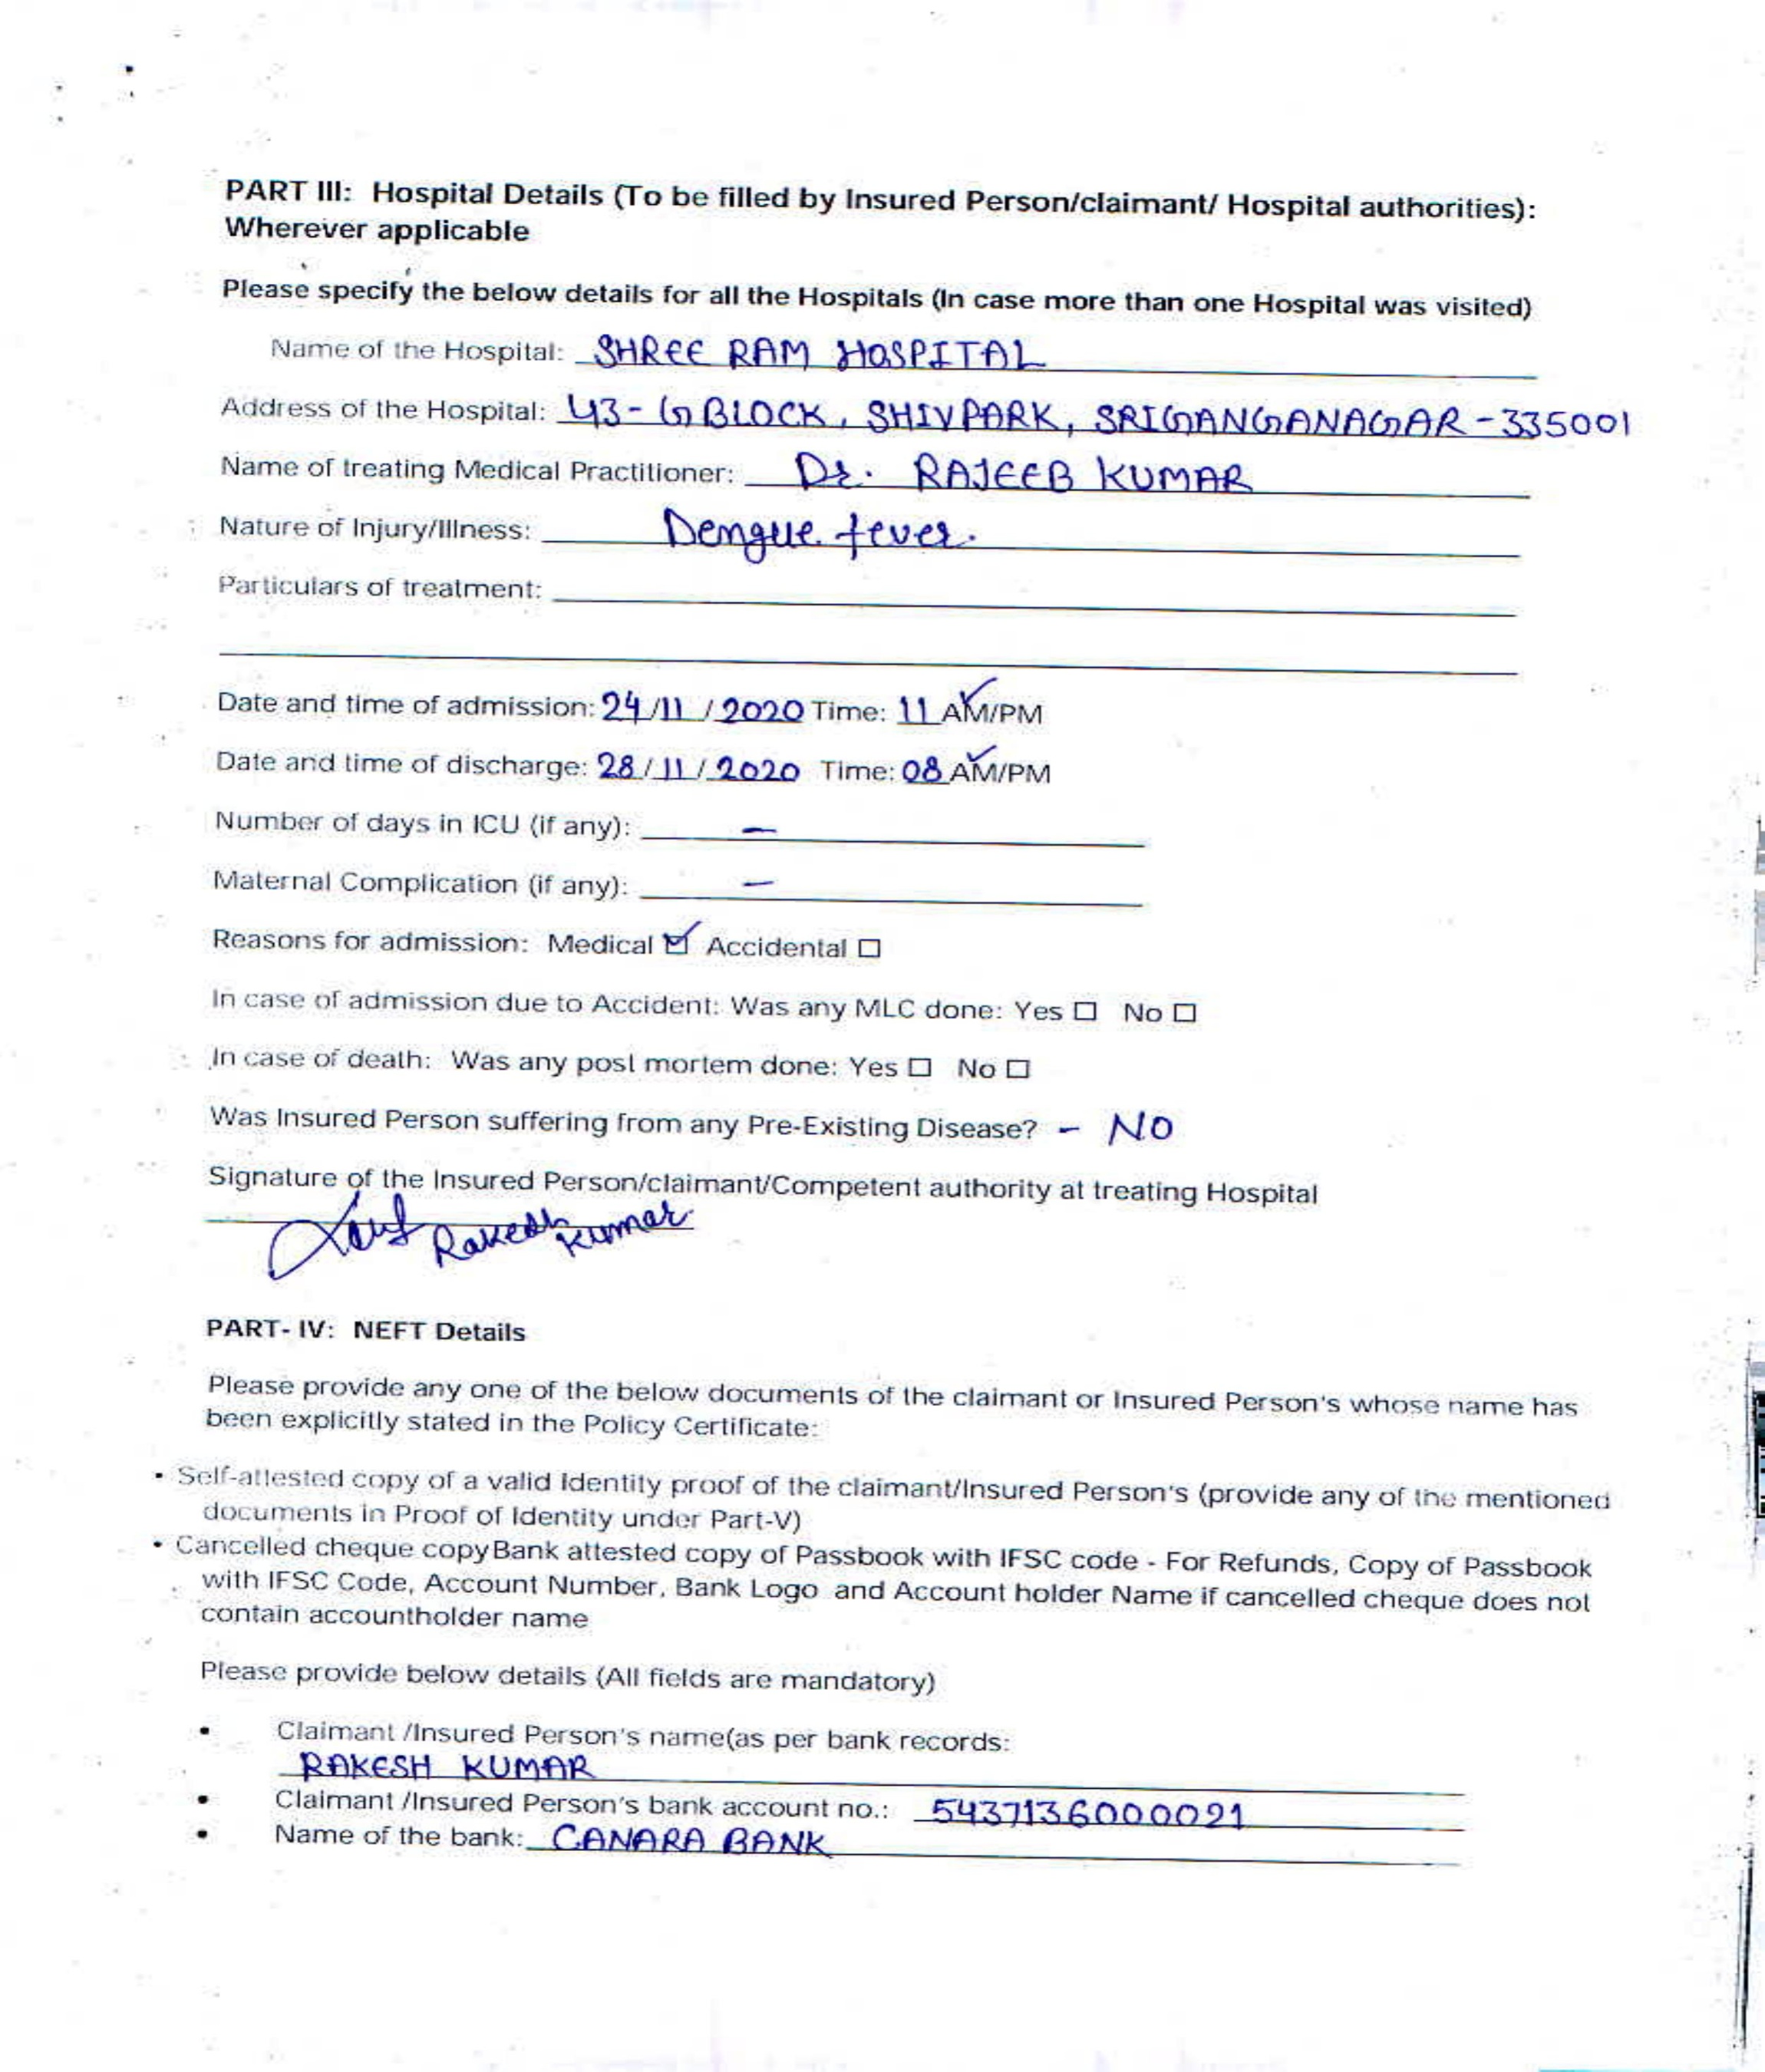 PART III: Hospital Details (To be filled by Insured Person/claimant/ Hospital authorities):
Wherever applicable
Please specify the below details for all the Hospitals (In case more than one Hospital was visited)
Name of the Hospital: SHREE RAM HOSPITAL
Address of the Hospital: 43-G BLOCK, SHIVPARK, SRIGANGANAGAR-335001
Name of treating Medical Practitioner: Dr. RAJEEB KUMAR
Nature of Injury/Illness: Dengue fever.
Particulars of treatment:
Date and time of admission: 24/11/2020 Time: 11 AM/PM
Date and time of discharge: 28/11/2020 Time: 08 AM/PM
Number of days in ICU (if any): —
Maternal Complication (if any): —
Reasons for admission: Medical ☑ Accidental ☐
In case of admission due to Accident: Was any MLC done: Yes ☐ No ☐
In case of death: Was any post mortem done: Yes ☐ No ☐
Was Insured Person suffering from any Pre-Existing Disease? - NO
Signature of the Insured Person/claimant/Competent authority at treating Hospital
Rakesh Kumar
PART- IV: NEFT Details
Please provide any one of the below documents of the claimant or Insured Person's whose name has
been explicitly stated in the Policy Certificate:
• Self-attested copy of a valid Identity proof of the claimant/Insured Person's (provide any of the mentioned
documents in Proof of Identity under Part-V)
• Cancelled cheque copyBank attested copy of Passbook with IFSC code - For Refunds, Copy of Passbook
with IFSC Code, Account Number, Bank Logo and Account holder Name if cancelled cheque does not
contain accountholder name
Please provide below details (All fields are mandatory)
• Claimant /Insured Person's name(as per bank records:
RAKESH KUMAR
• Claimant /Insured Person's bank account no.: 5437136000021
• Name of the bank: CANARA BANK